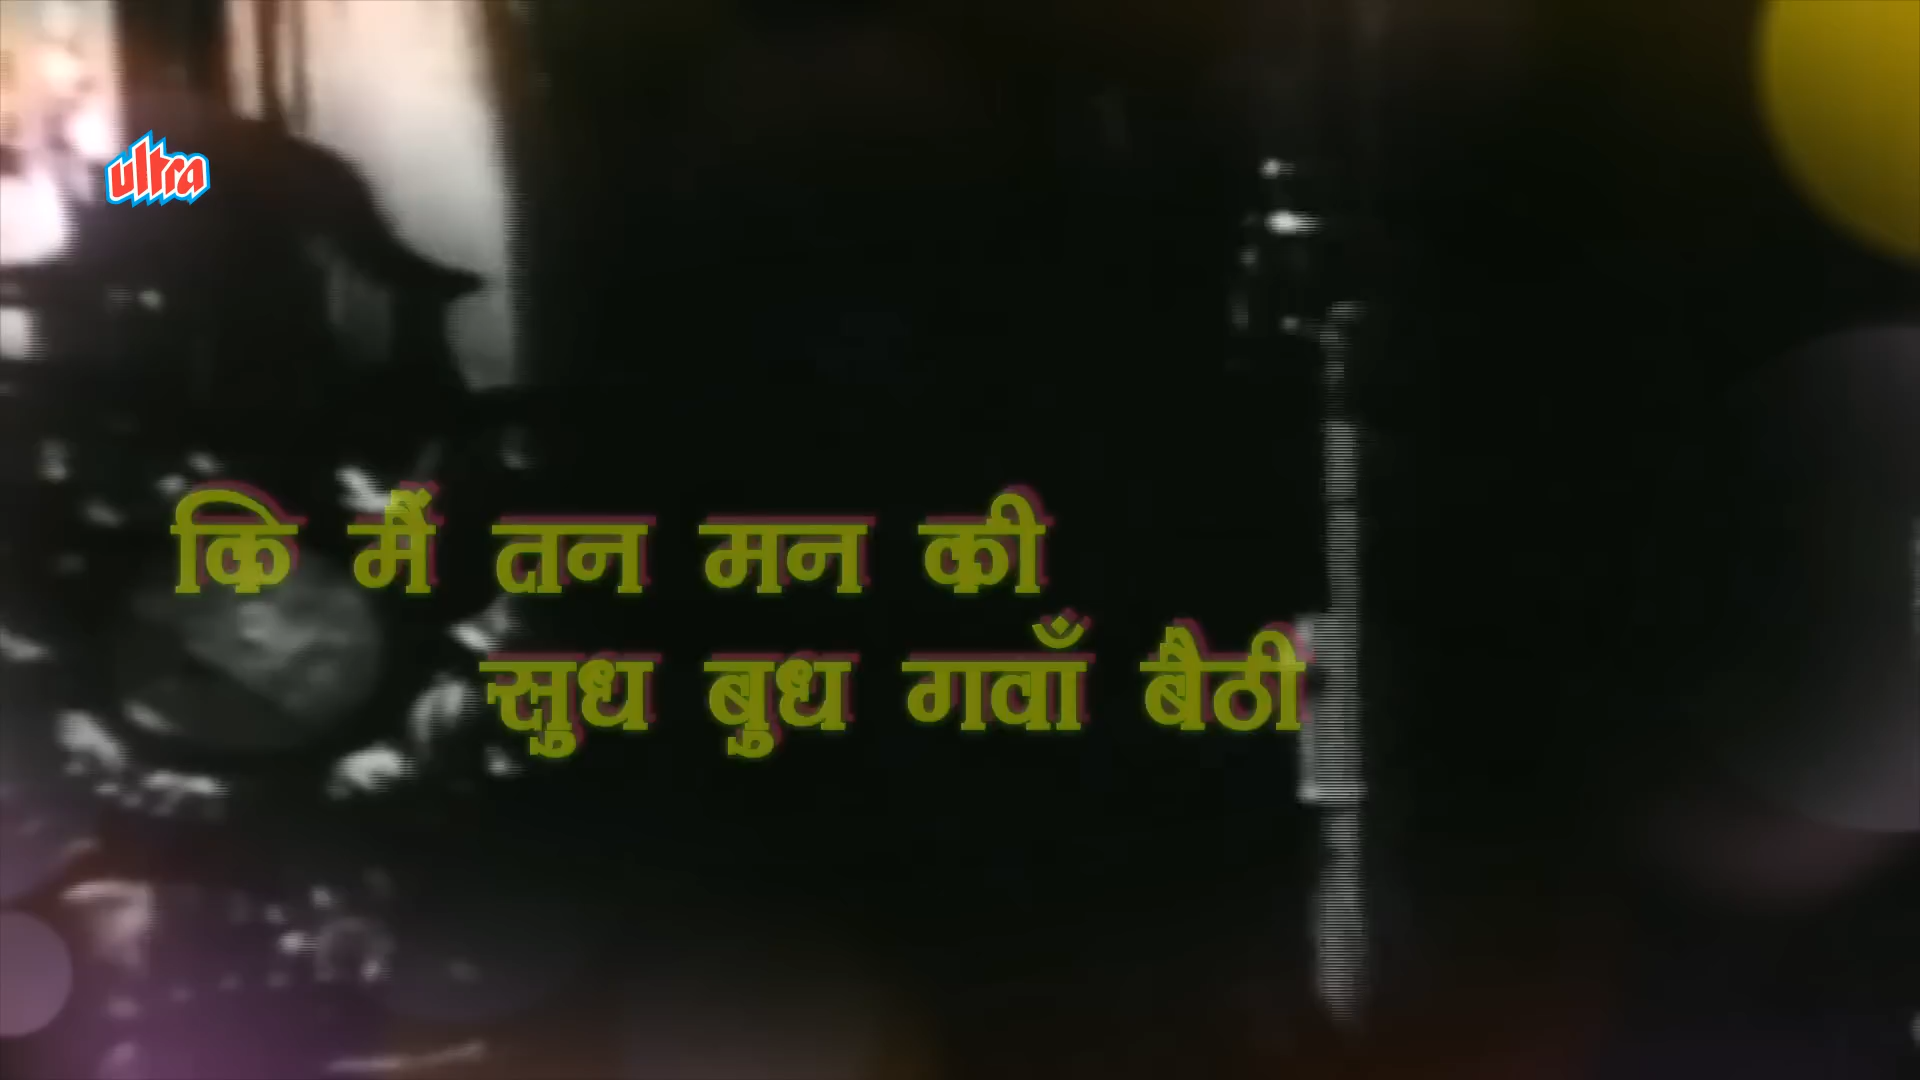 ultra
कि मैं तन मन की
सुध बुध गवाँ बैठी